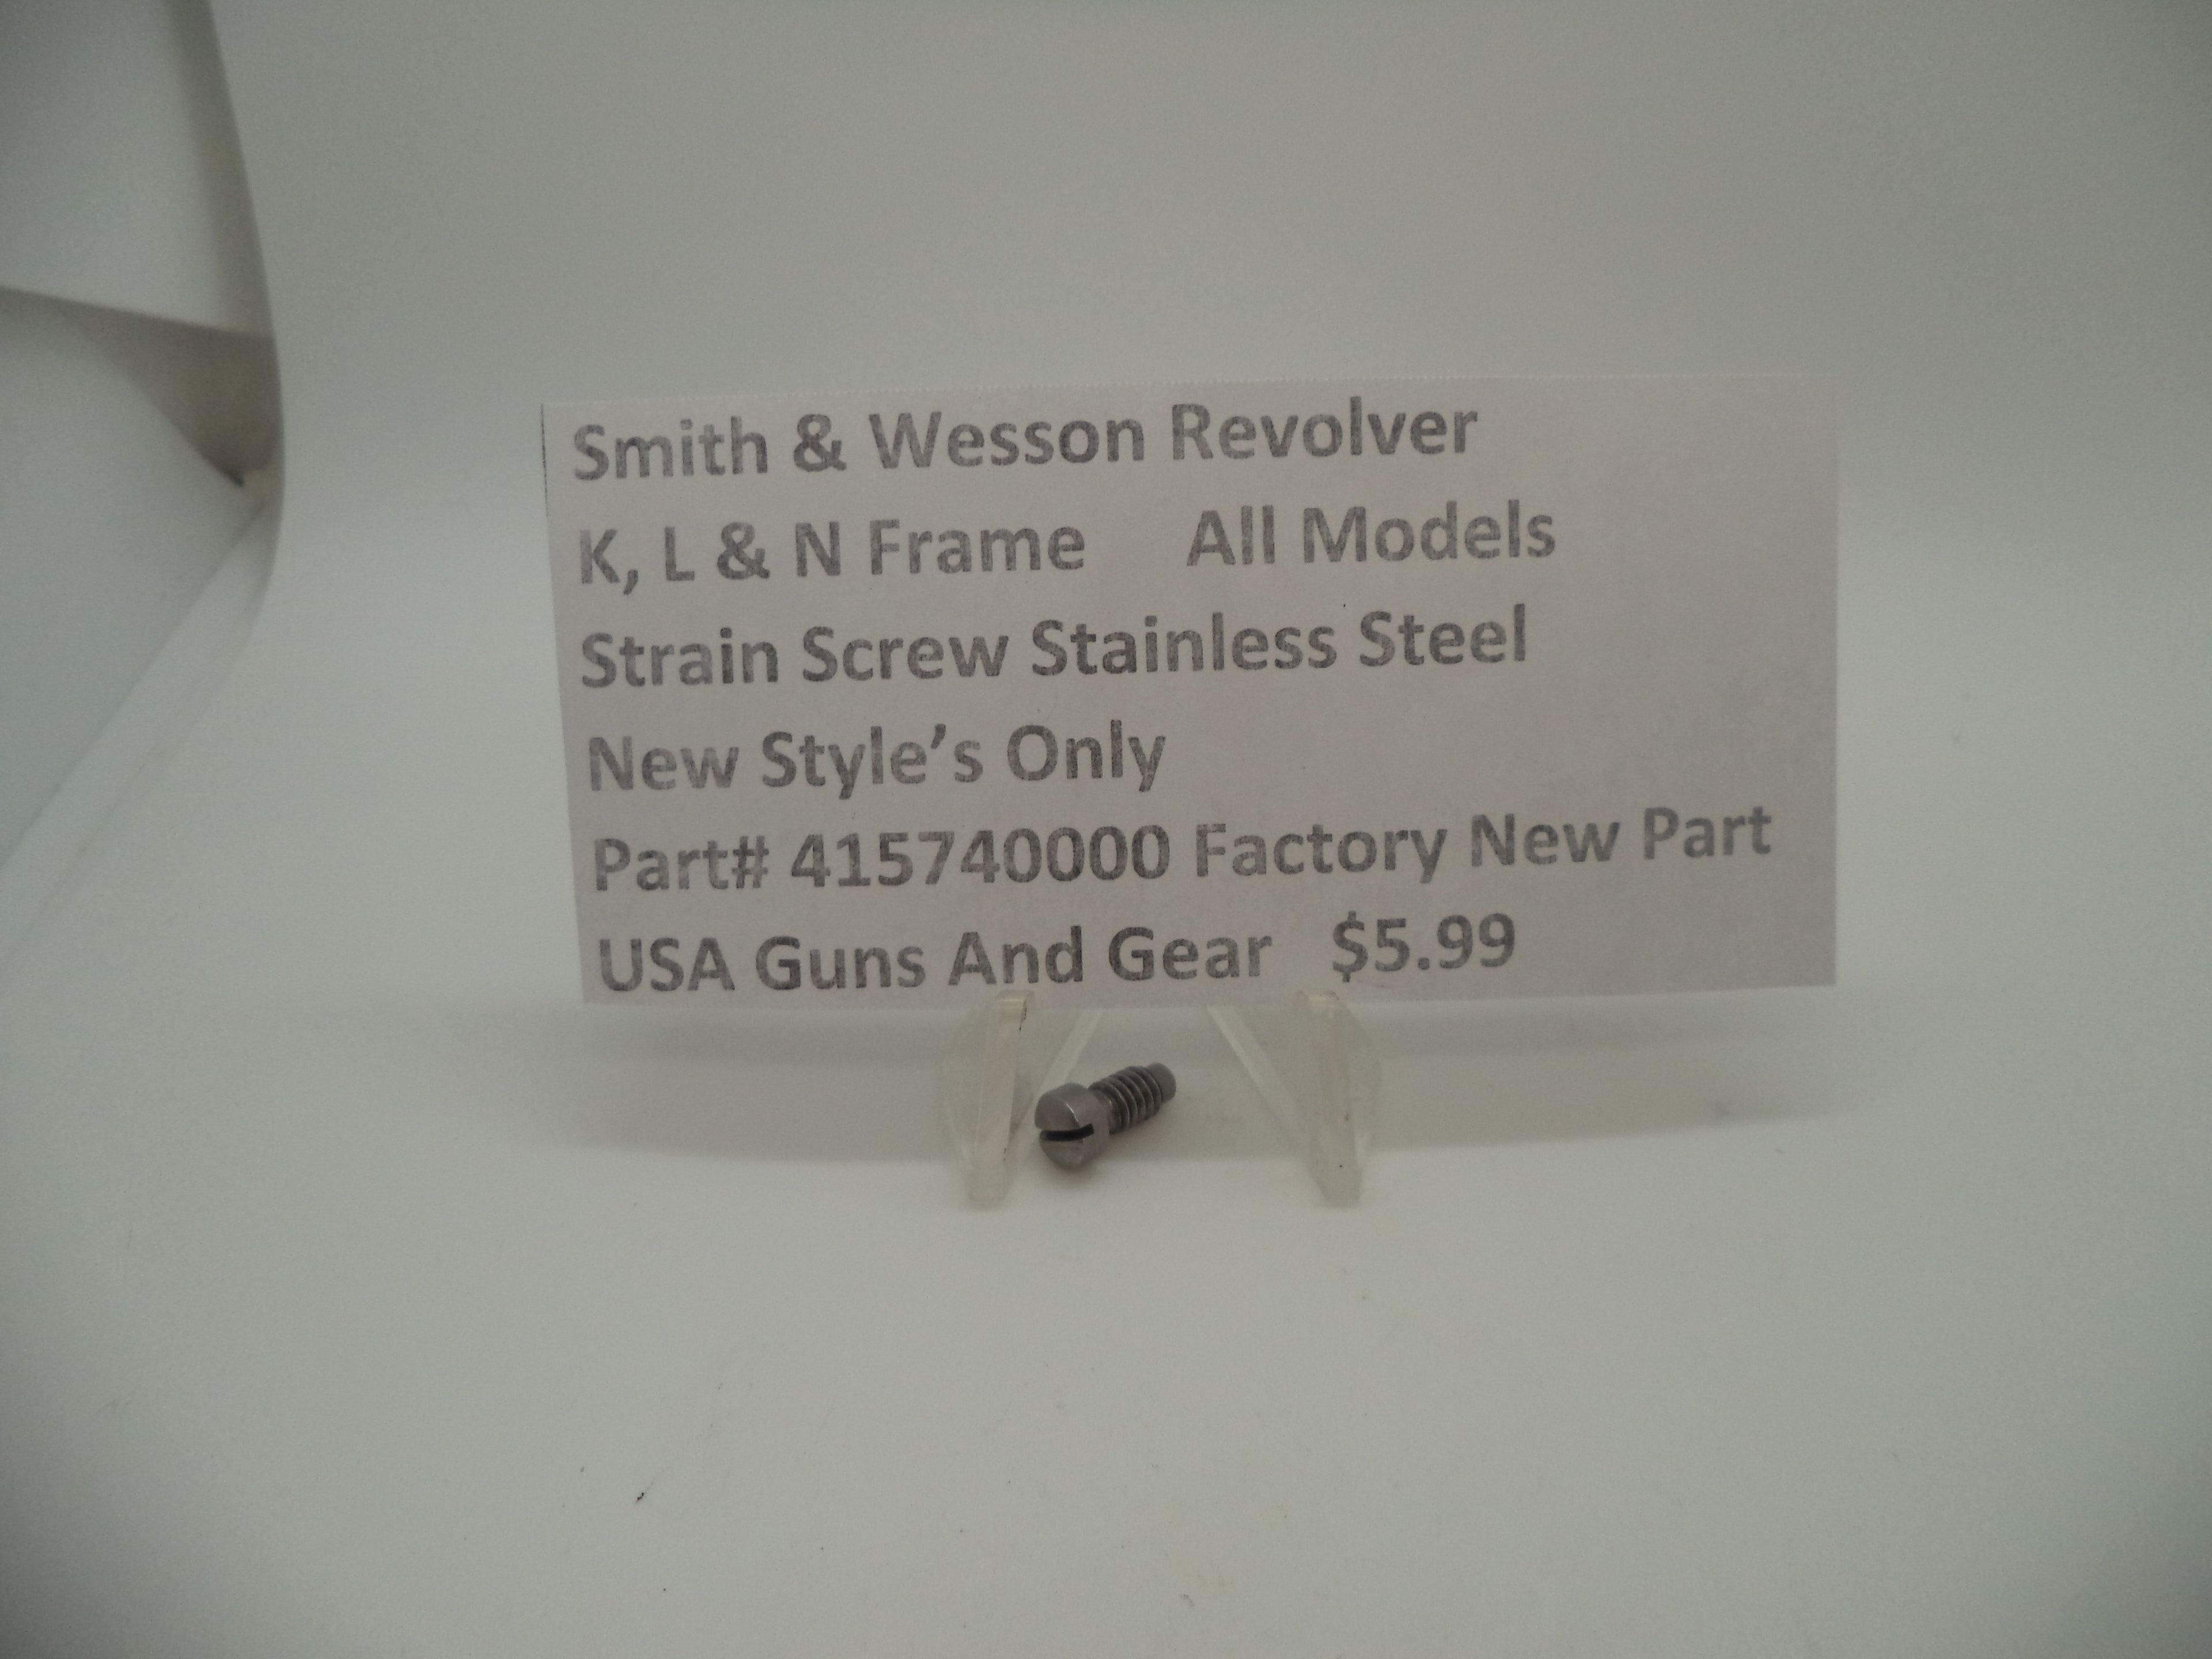 Smith & Wesson Revolver
K, L & N Frame All Models
Strain Screw Stainless Steel
New Style’s Only
Part# 415740000 Factory New Part
USA Guns And Gear $5.99